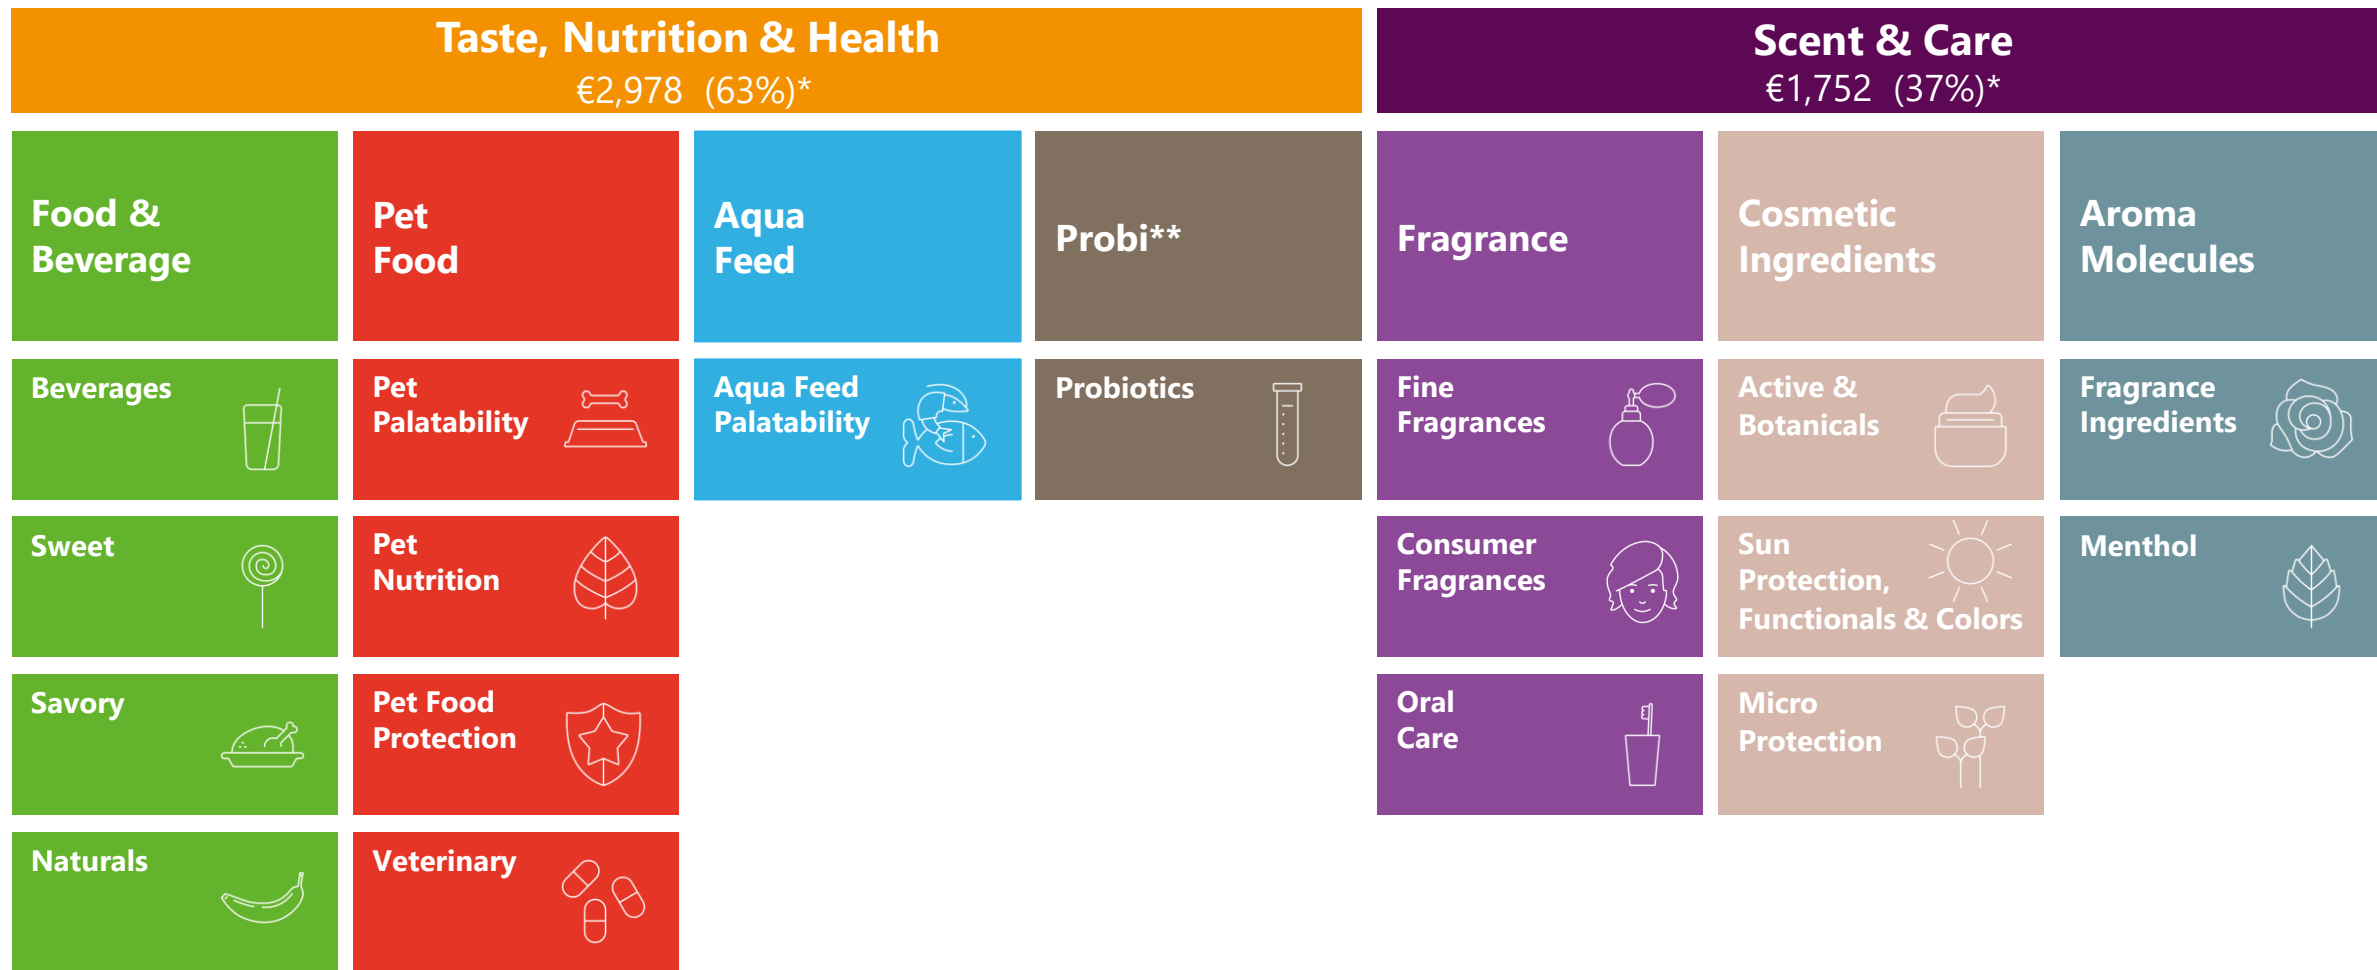 Taste, Nutrition & Health
€2,978 (63%)*
Scent & Care
€1,752 (37%)*
Food &
Beverage
Pet
Food
Aqua
Feed
Probi**
Fragrance
Cosmetic
Ingredients
Aroma
Molecules
Beverages
Pet
Palatability
Aqua Feed
Palatability
Probiotics
Fine
Fragrances
Active &
Botanicals
Fragrance
Ingredients
Sweet
Pet
Nutrition
Consumer
Fragrances
Sun
Protection,
Functionals & Colors
Menthol
Savory
Pet Food
Protection
Oral
Care
Micro
Protection
Naturals
Veterinary